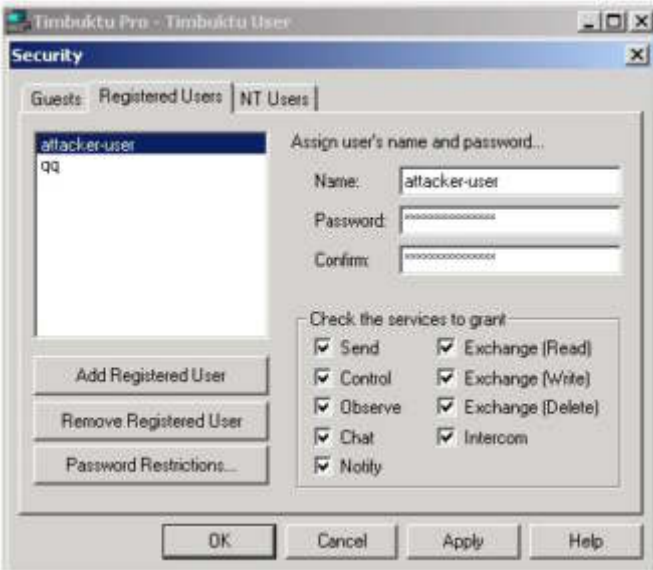 Timbuktu Pro - Timbuktu User
Security
Guests Registered Users NT Users
attacker-user
qq
Assign user's name and password...
Name: attacker-user
Password:
Confirm:
Check the services to grant
Send Exchange (Read)
Control Exchange (Write)
Observe Exchange (Delete)
Chat Intercom
Notify
Add Registered User
Remove Registered User
Password Restrictions...
OK Cancel Apply Help